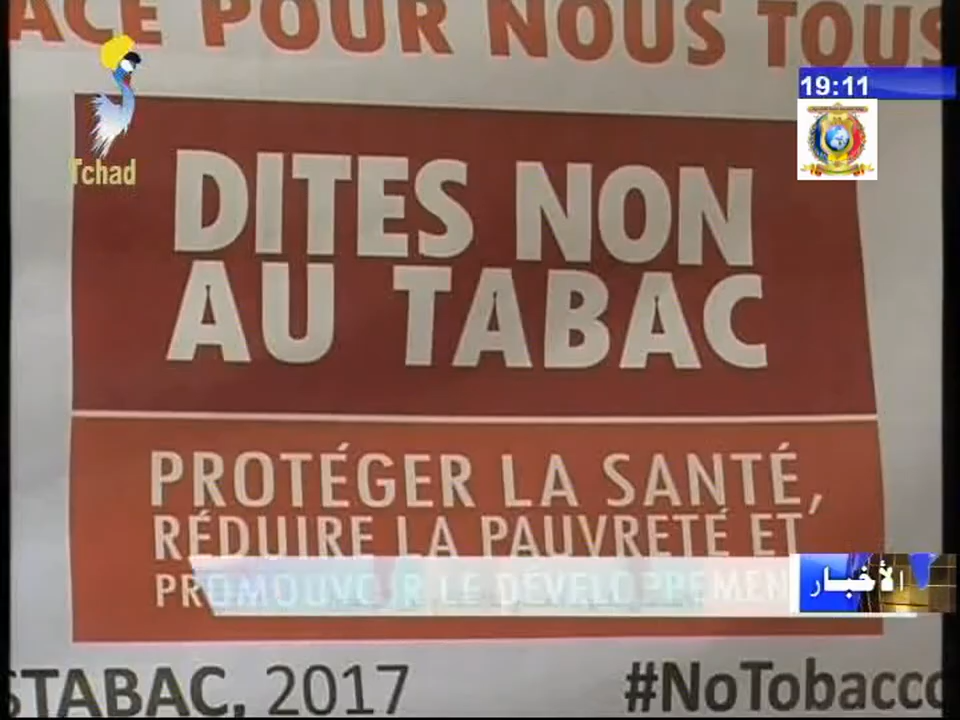 ACE POUR NOUS TOUS
19:11
Tchad
DITES NON
AU TABAC
PROTÉGER LA SANTÉ,
RÉDUIRE LA PAUVRETÉ ET
PROMOUVOIR LE DÉVELOPPEMEN
الأخبار
STABAC, 2017
#NoTobacco